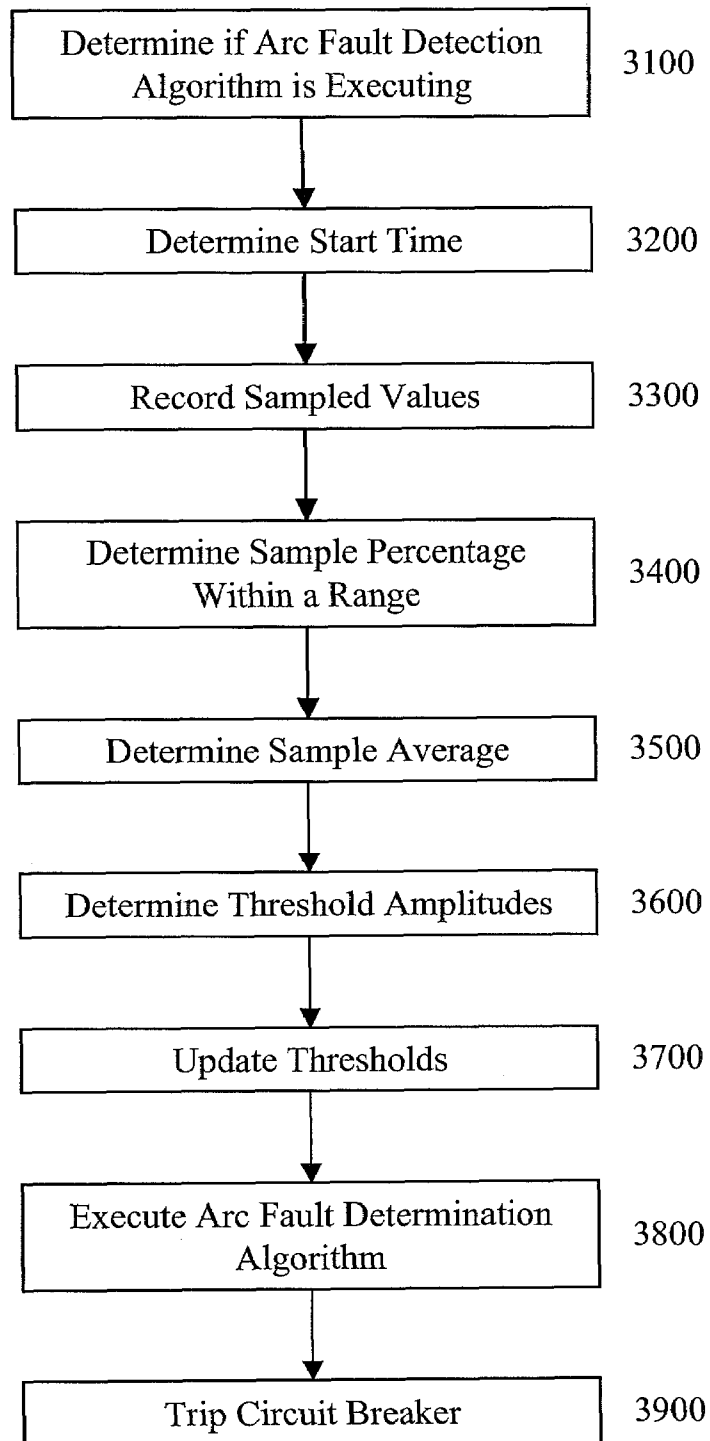 Determine if Arc Fault Detection
Algorithm is Executing
3100
Determine Start Time
3200
Record Sampled Values
3300
Determine Sample Percentage
Within a Range
3400
Determine Sample Average
3500
Determine Threshold Amplitudes
3600
Update Thresholds
3700
Execute Arc Fault Determination
Algorithm
3800
Trip Circuit Breaker
3900